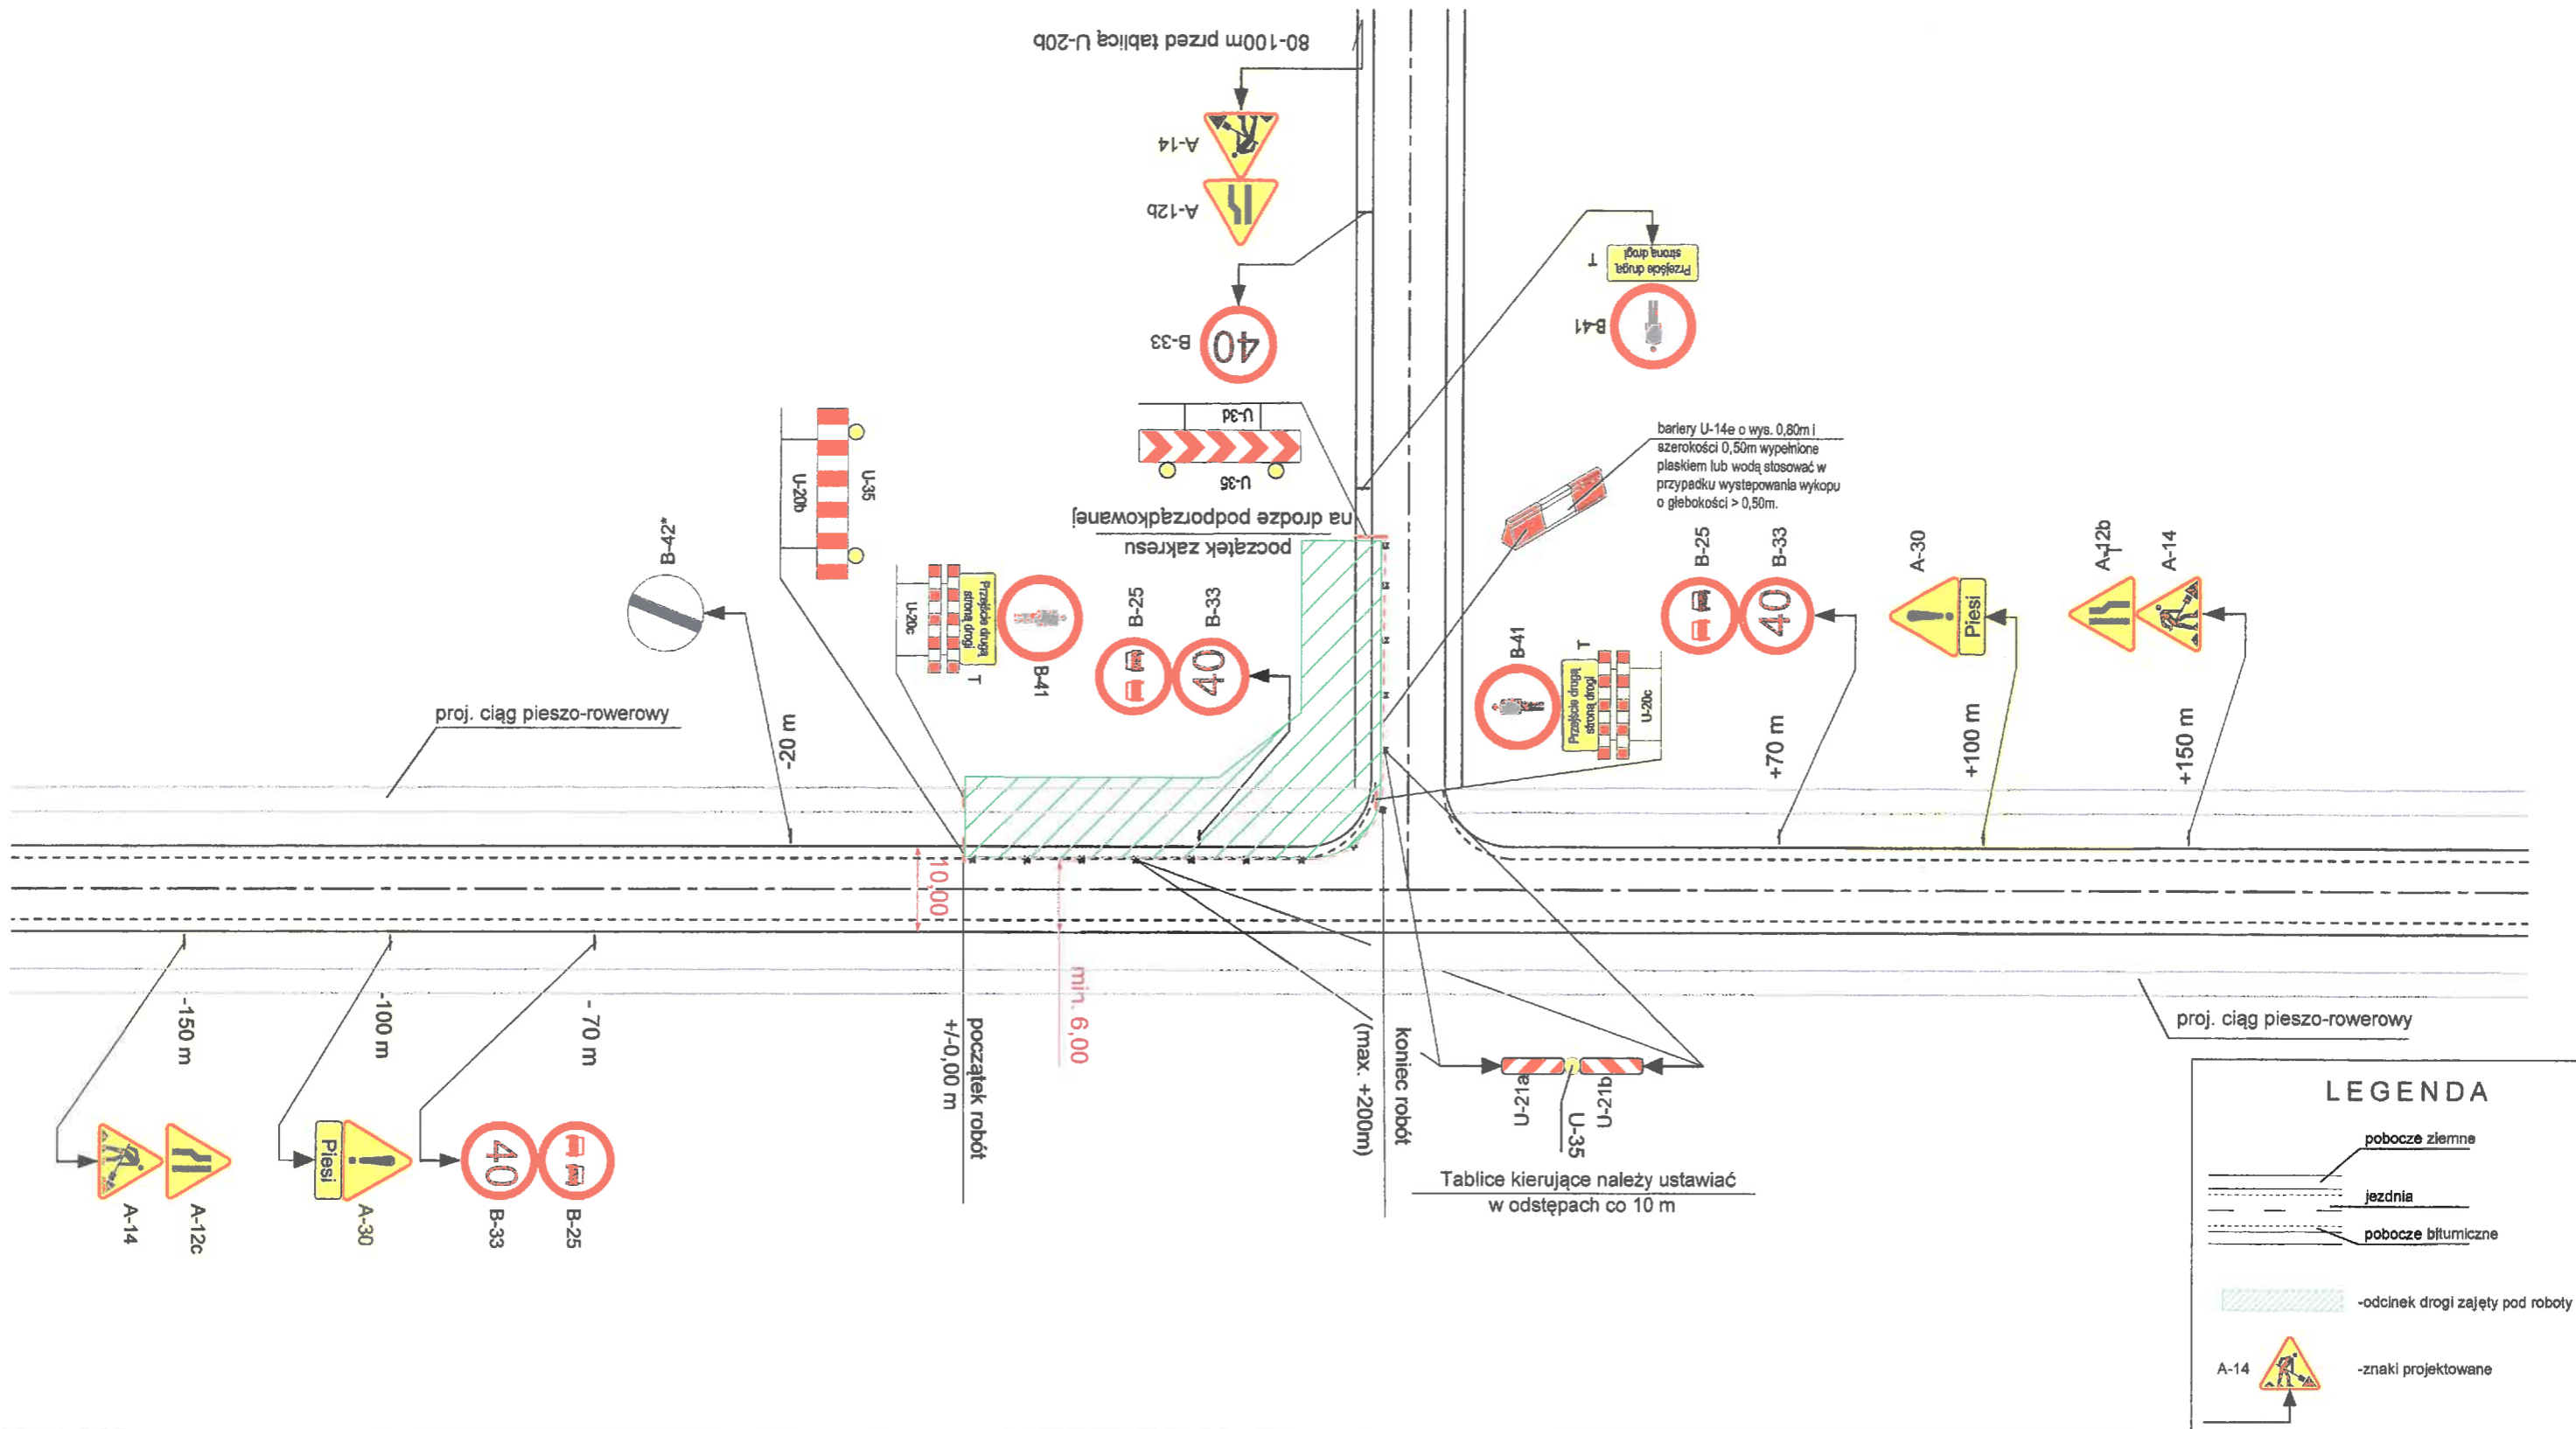 80-100m przed tablicą U-20b
A-14
A-12b
B-33
40
U-3d
U-35
na drodze podporządkowanej
początek zakresu
Przejście drugą
stroną drogi
T
B-41
bariery U-14e o wys. 0,80m i
szerokości 0,50m wypełnione
piaskiem lub wodą stosować w
przypadku wystepowania wykopu
o głebokości > 0,50m.
U-20b
U-35
B-42*
-20 m
U-20c
Przejście drugą
stroną drogi
T
B-41
B-25
B-33
40
B-41
Przejście drugą
stroną drogi
T
U-20c
B-25
B-33
40
+70 m
A-30
Piesi
+100 m
A-12b
T
A-14
+150 m
proj. ciąg pieszo-rowerowy
10,00
min. 6,00
początek robót
+/-0,00 m
koniec robót
(max. +200m)
-150 m
-100 m
- 70 m
A-14
A-12c
Piesi
A-30
40
B-33
B-25
U-21a
U-35
U-21b
Tablice kierujące należy ustawiać
w odstępach co 10 m
proj. ciąg pieszo-rowerowy
LEGENDA
pobocze ziemne
jezdnia
pobocze bitumiczne
-odcinek drogi zajęty pod roboty
A-14
-znaki projektowane